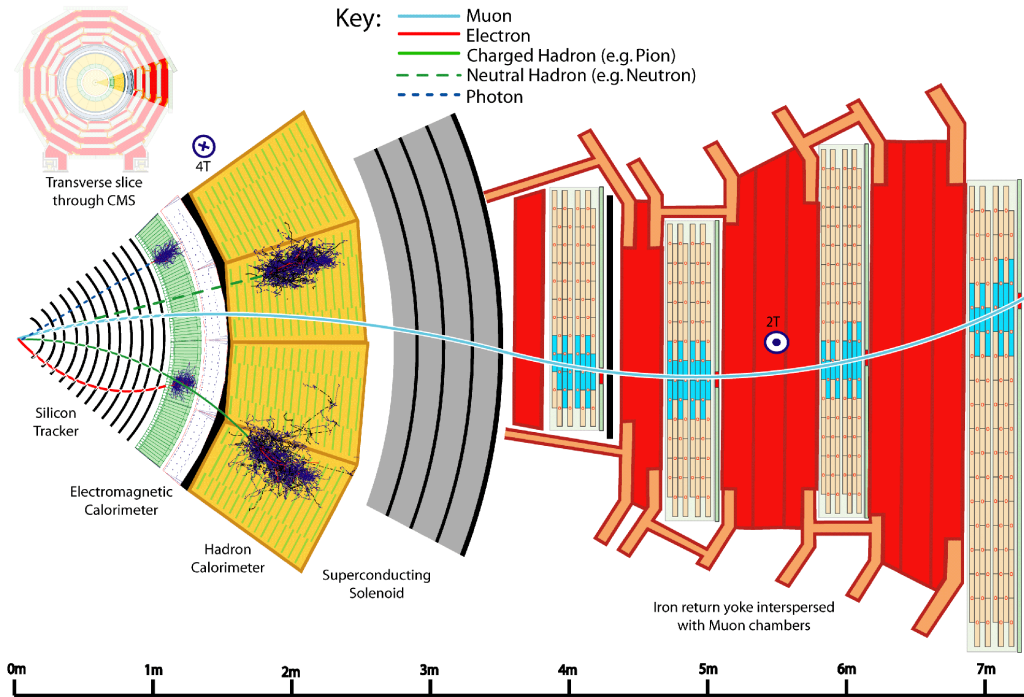 Key:
Muon
Electron
Charged Hadron (e.g. Pion)
Neutral Hadron (e.g. Neutron)
Photon
Transverse slice
through CMS
4T
2T
Silicon
Tracker
Electromagnetic
Calorimeter
Hadron
Calorimeter
Superconducting
Solenoid
Iron return yoke interspersed
with Muon chambers
0m 1m 2m 3m 4m 5m 6m 7m